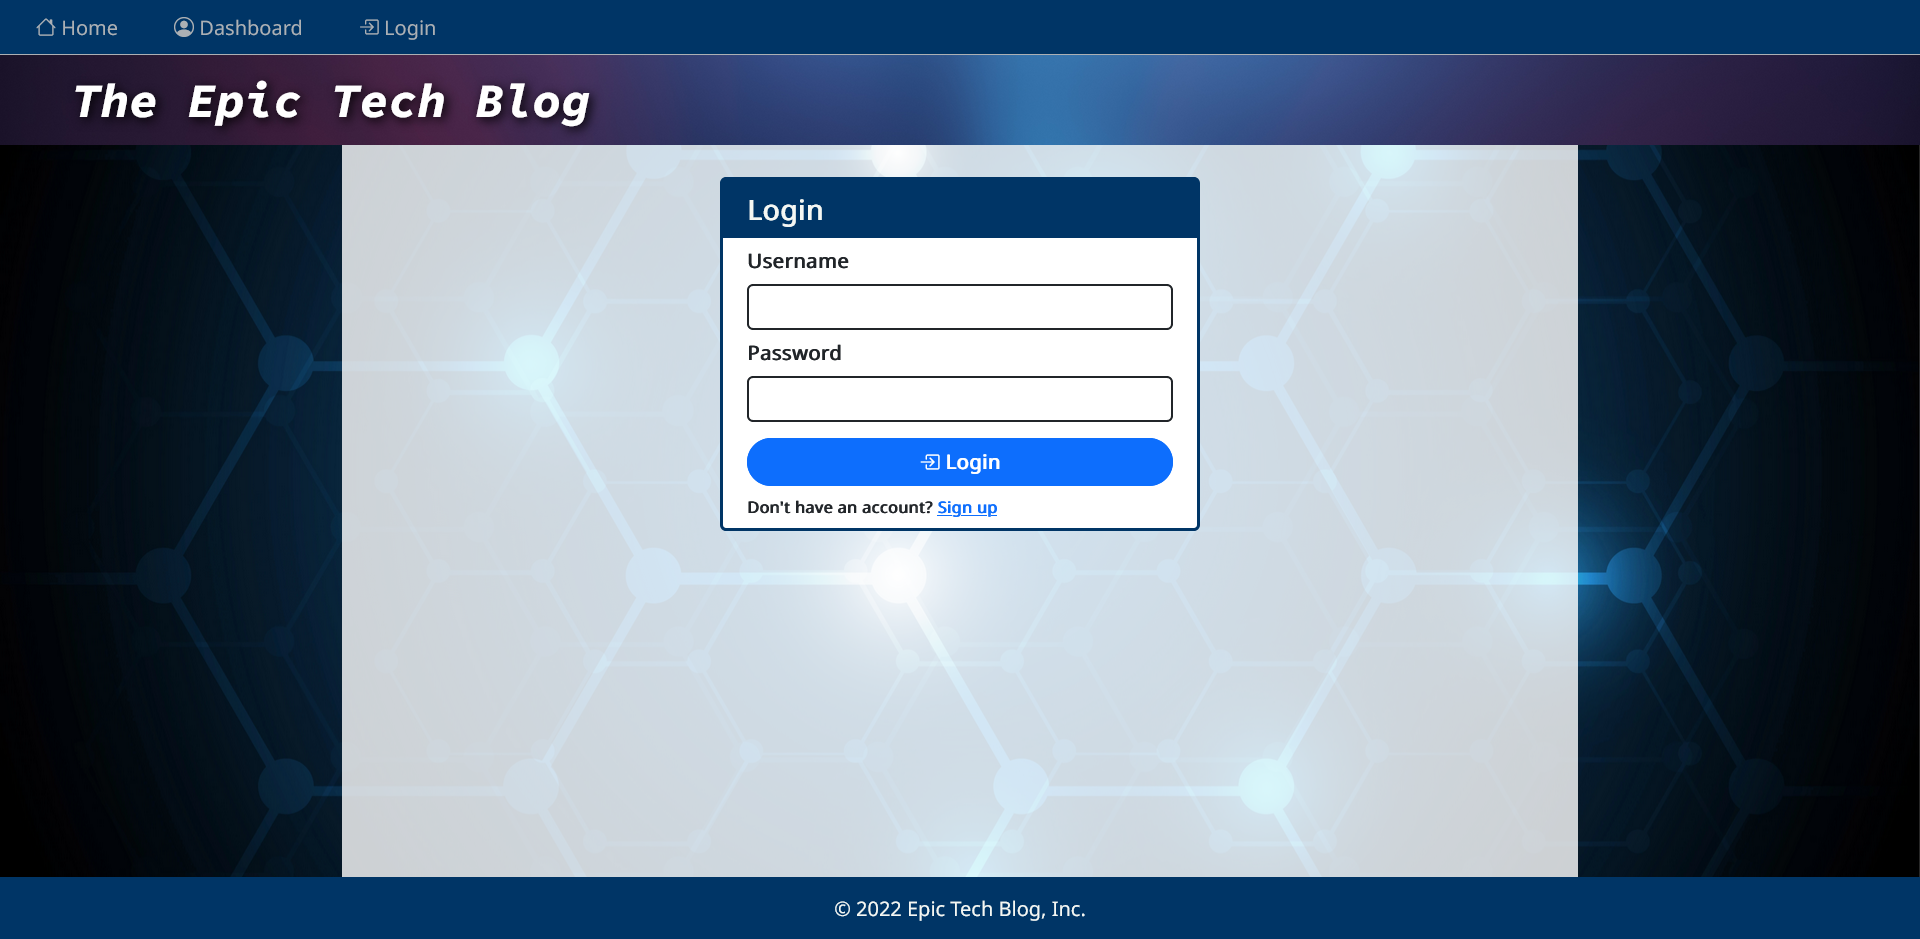 Home Dashboard Login
The Epic Tech Blog
Login
Username
Password
Login
Don't have an account? Sign up
© 2022 Epic Tech Blog, Inc.